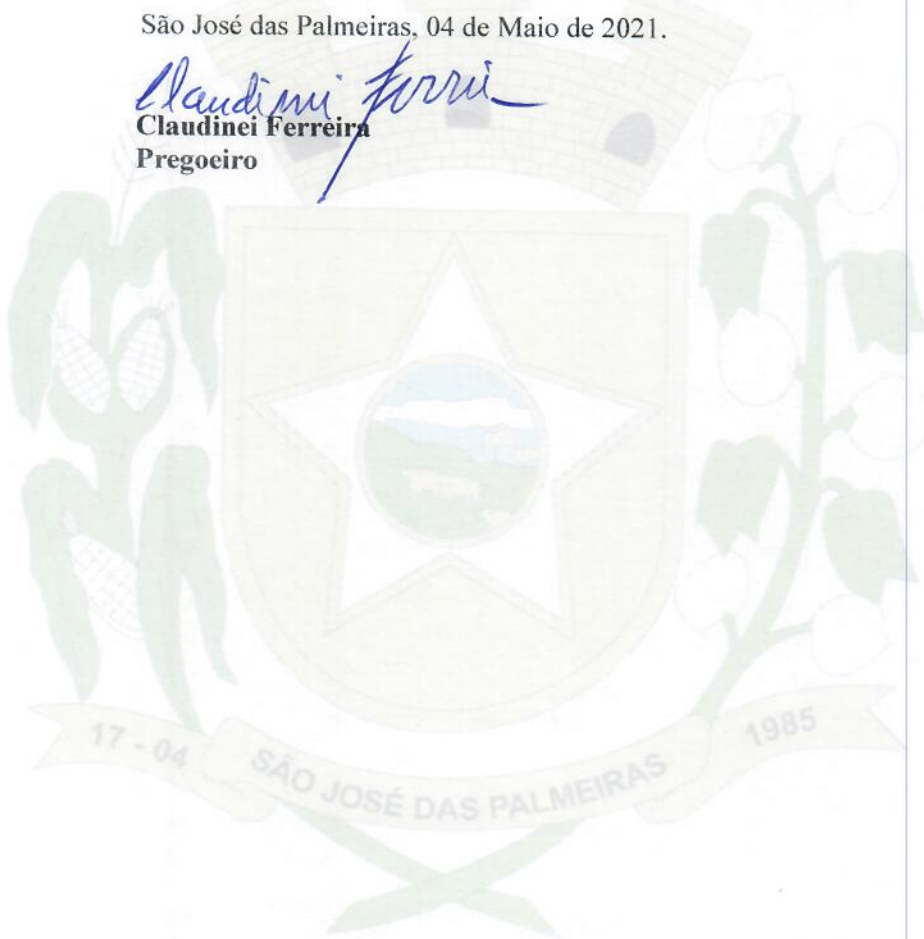 São José das Palmeiras, 04 de Maio de 2021.
Claudinei Ferrei
Claudinei Ferreira
Pregoeiro
17 - 04
SÃO JOSÉ DAS PALMEIRAS
1985